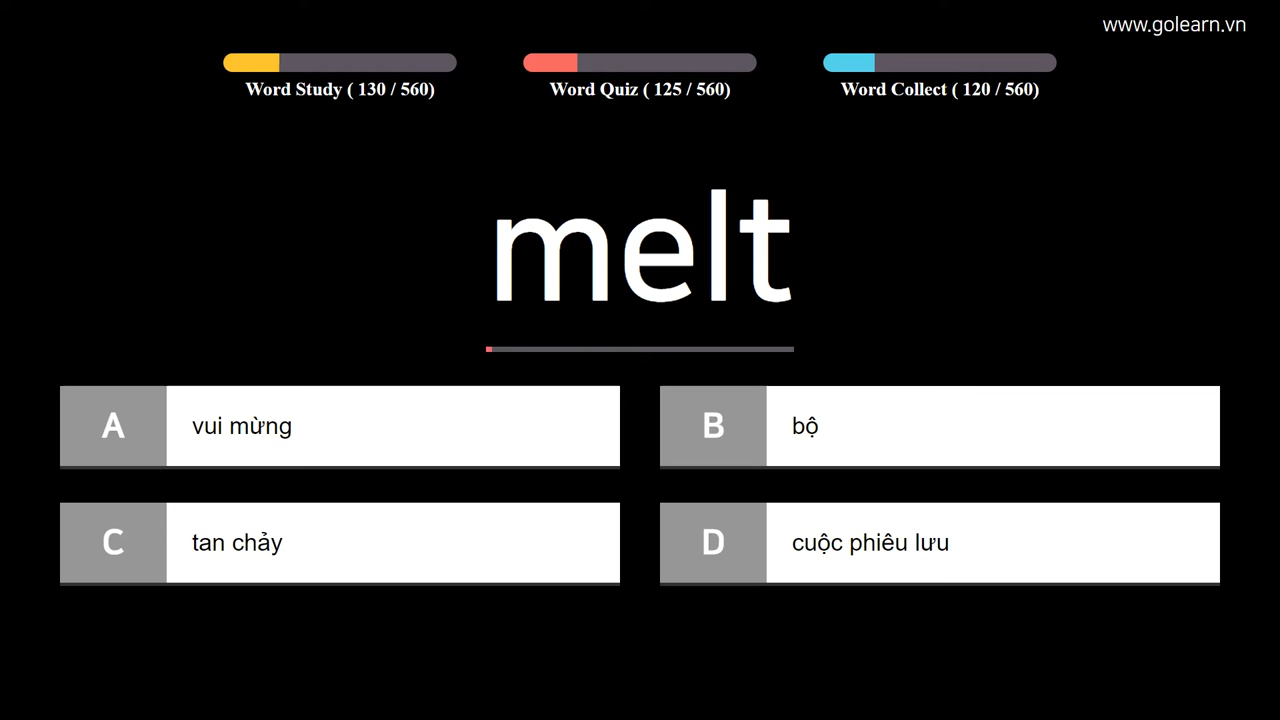 www.golearn.vn
Word Study ( 130 / 560)
Word Quiz ( 125 / 560)
Word Collect ( 120 / 560)
melt
A vui mừng
B bộ
C tan chảy
D cuộc phiêu lưu